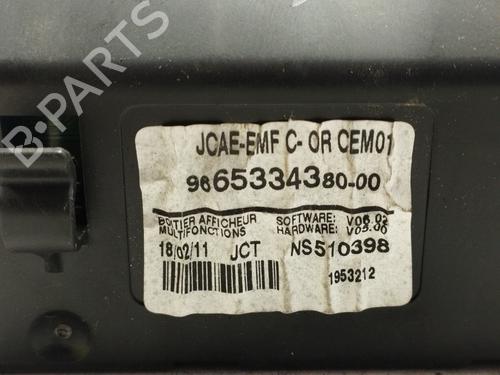 JCAE-EMF C- OR CEM01
9665334380-00
BOITIER AFFICHEUR SOFTWARE: V06.02
MULTIFONCTIONS HARDWARE: V03.00
18/02/11 JCT NS510398
1953212